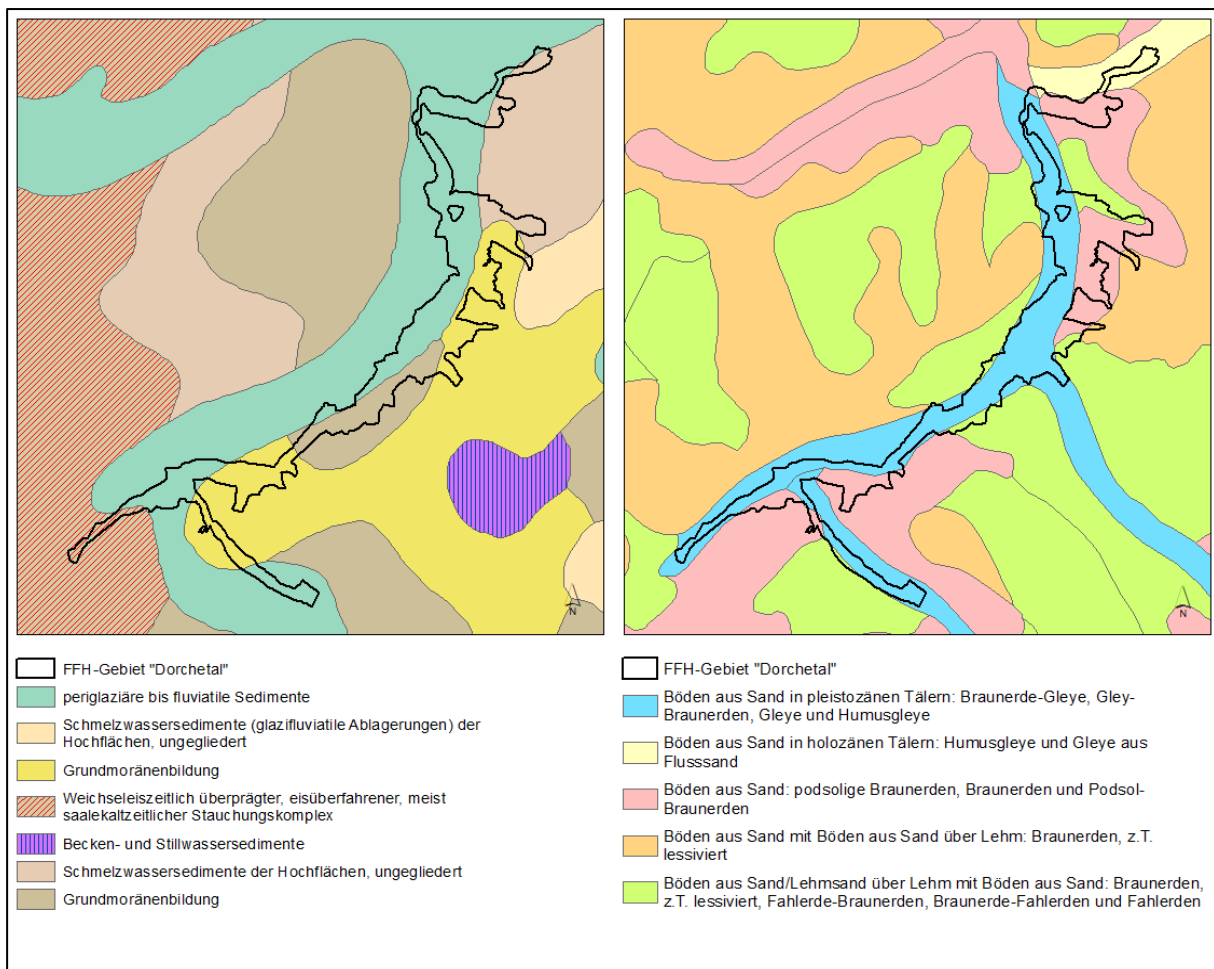 N
N
FFH-Gebiet "Dorchetal"
periglaziäre bis fluviatile Sedimente
Schmelzwassersedimente (glazifluviatile Ablagerungen) der
Hochflächen, ungegliedert
Grundmoränenbildung
Weichseleiszeitlich überprägter, eisüberfahrener, meist
saalekaltzeitlicher Stauchungskomplex
Becken- und Stillwassersedimente
Schmelzwassersedimente der Hochflächen, ungegliedert
Grundmoränenbildung
FFH-Gebiet "Dorchetal"
Böden aus Sand in pleistozänen Tälern: Braunerde-Gleye, Gley-
Braunerden, Gleye und Humusgleye
Böden aus Sand in holozänen Tälern: Humusgleye und Gleye aus
Flusssand
Böden aus Sand: podsolige Braunerden, Braunerden und Podsol-
Braunerden
Böden aus Sand mit Böden aus Sand über Lehm: Braunerden, z.T.
lessiviert
Böden aus Sand/Lehmsand über Lehm mit Böden aus Sand: Braunerden,
z.T. lessiviert, Fahlerde-Braunerden, Braunerde-Fahlerden und Fahlerden